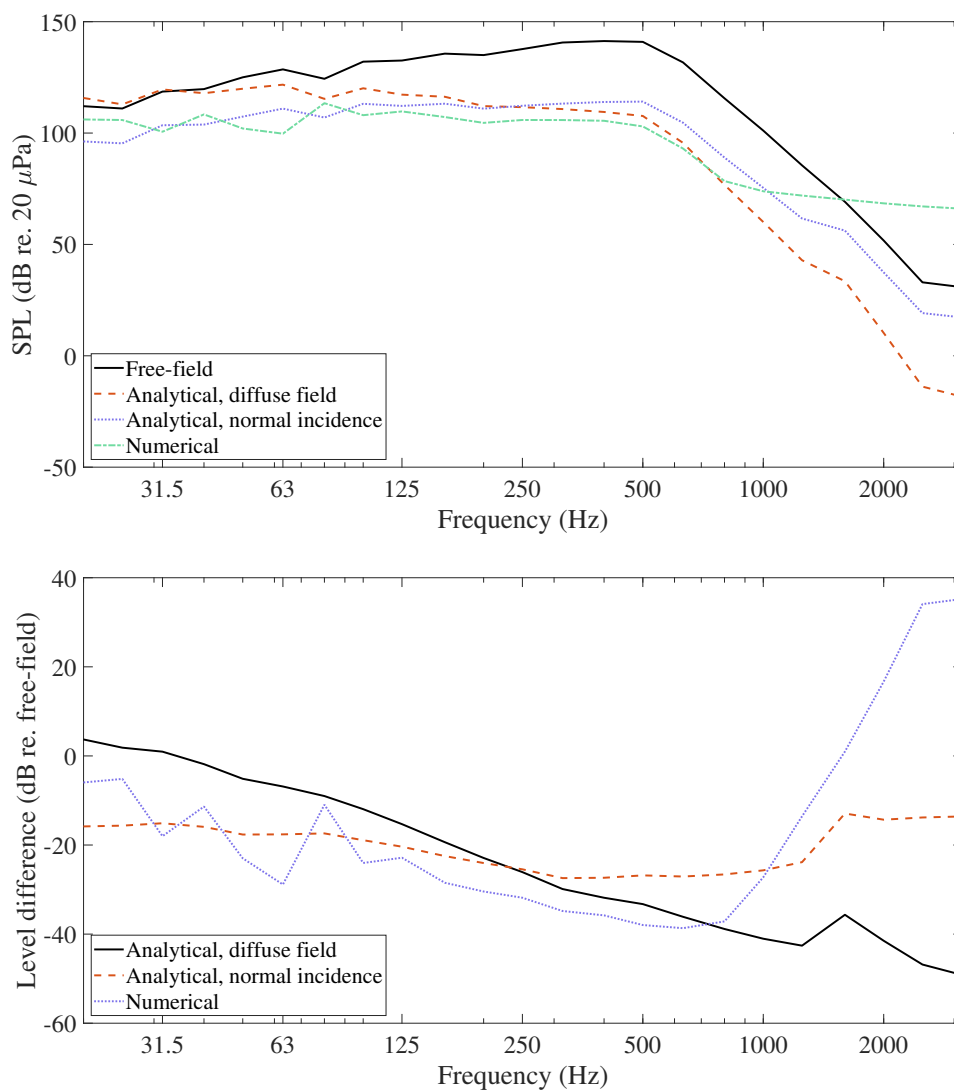 150
100
50
0
-50
SPL (dB re. 20 μPa)
Free-field
Analytical, diffuse field
Analytical, normal incidence
Numerical
31.5 63 125 250 500 1000 2000
Frequency (Hz)
40
20
0
-20
-40
-60
Level difference (dB re. free-field)
Analytical, diffuse field
Analytical, normal incidence
Numerical
31.5 63 125 250 500 1000 2000
Frequency (Hz)